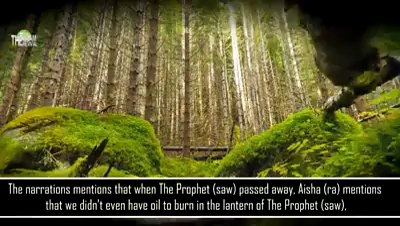 The narrations mentions that when The Prophet (saw) passed away, Aisha (ra) mentions
that we didn't even have oil to burn in the lantern of The Prophet (saw),